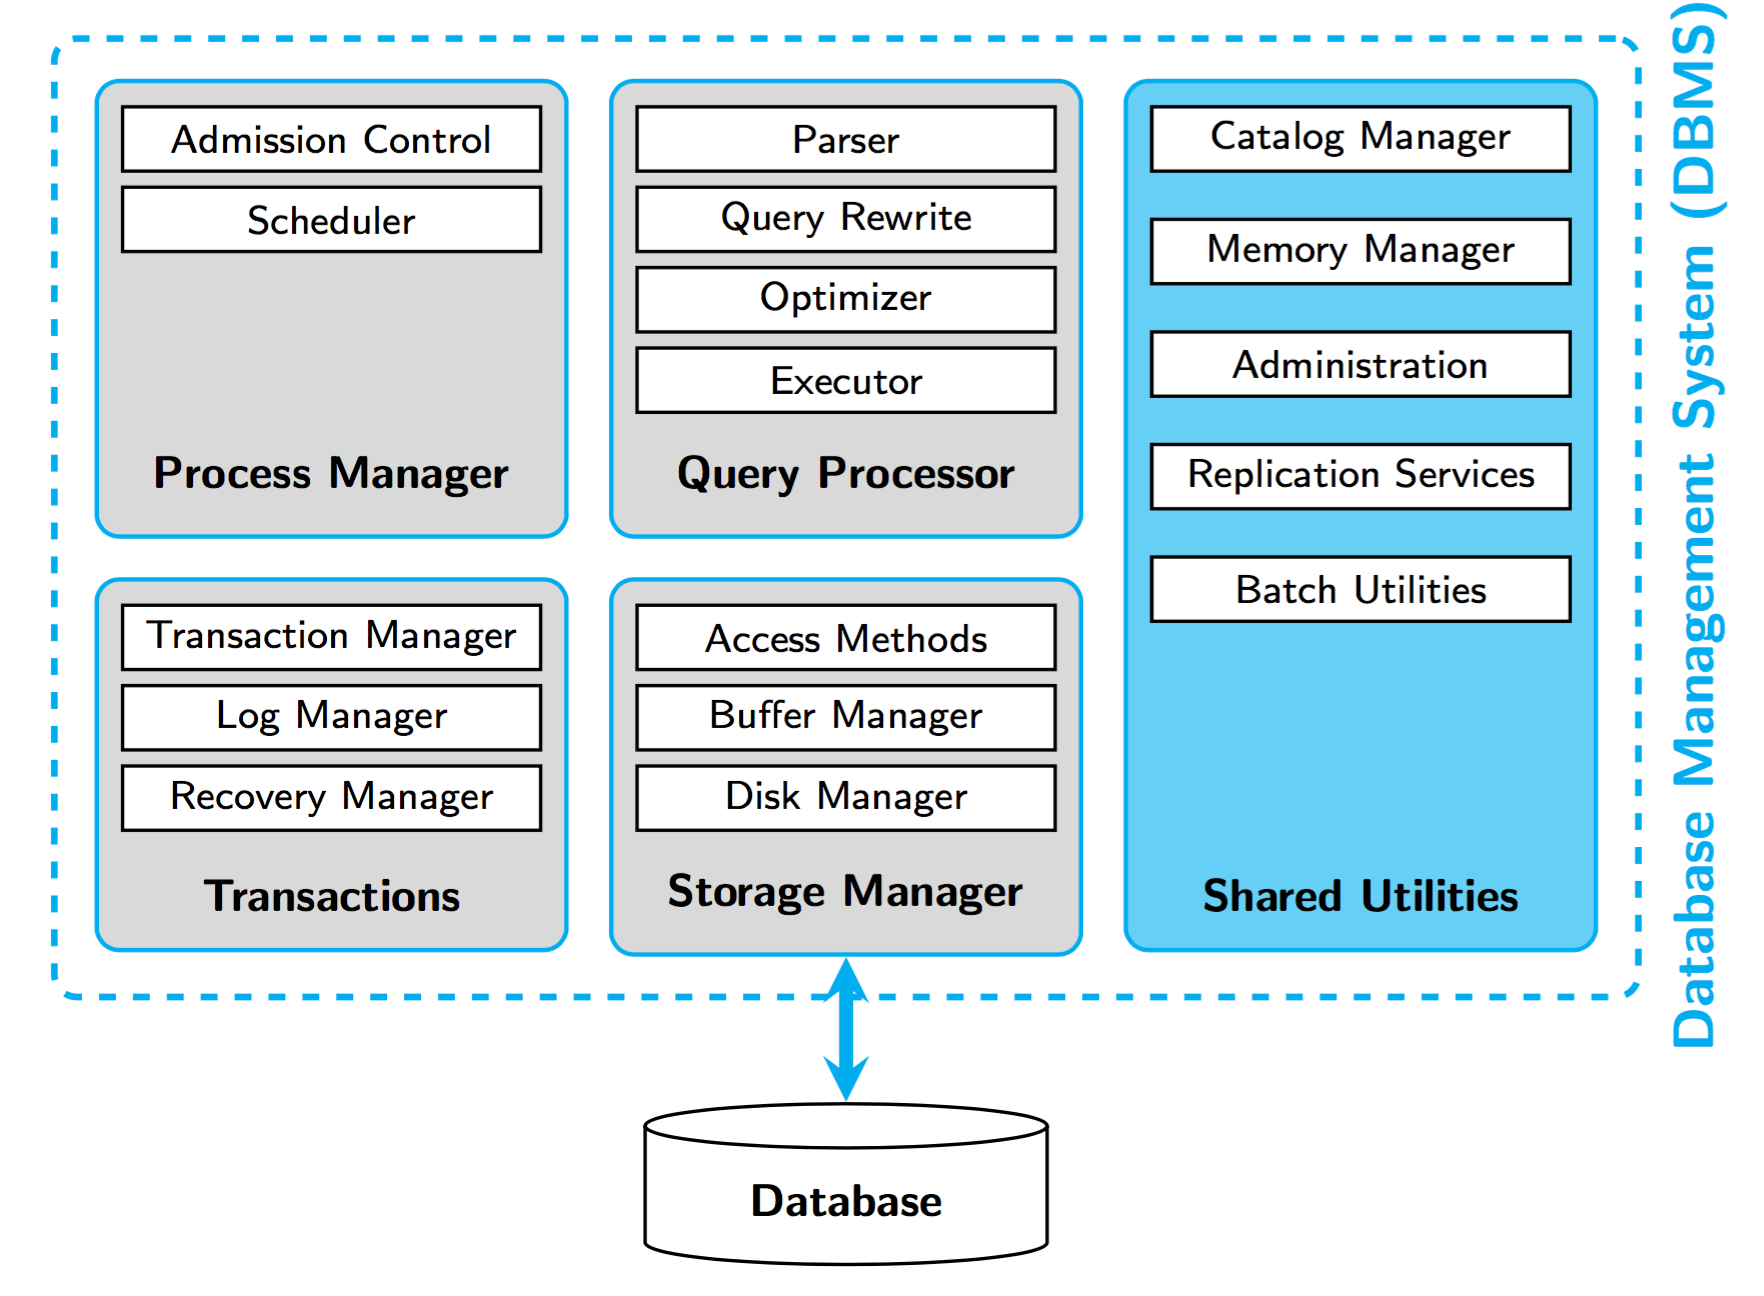 Admission Control
Scheduler
Process Manager
Parser
Query Rewrite
Optimizer
Executor
Query Processor
Catalog Manager
Memory Manager
Administration
Replication Services
Batch Utilities
Shared Utilities
Transaction Manager
Log Manager
Recovery Manager
Transactions
Access Methods
Buffer Manager
Disk Manager
Storage Manager
Database Management System (DBMS)
Database